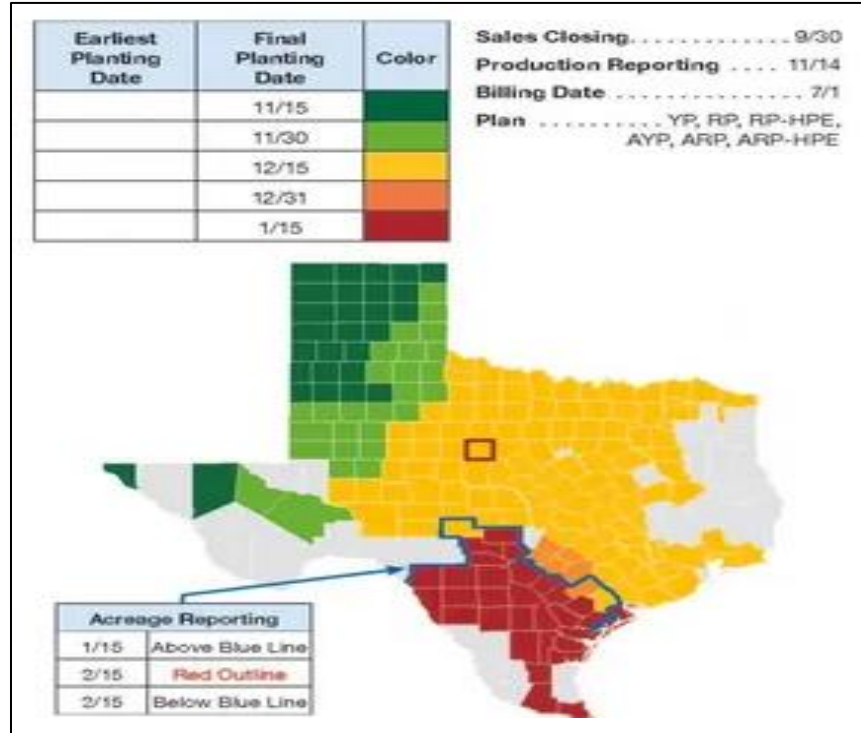 Earliest Planting Date
Final Planting Date
Color
11/15
11/30
12/15
12/31
1/15
Sales Closing.............9/30
Production Reporting .... 11/14
Billing Date ................. 7/1
Plan .......... YP, RP, RP-HPE,
AYP, ARP, ARP-HPE
Acreage Reporting
1/15 Above Blue Line
2/15 Red Outline
2/15 Below Blue Line